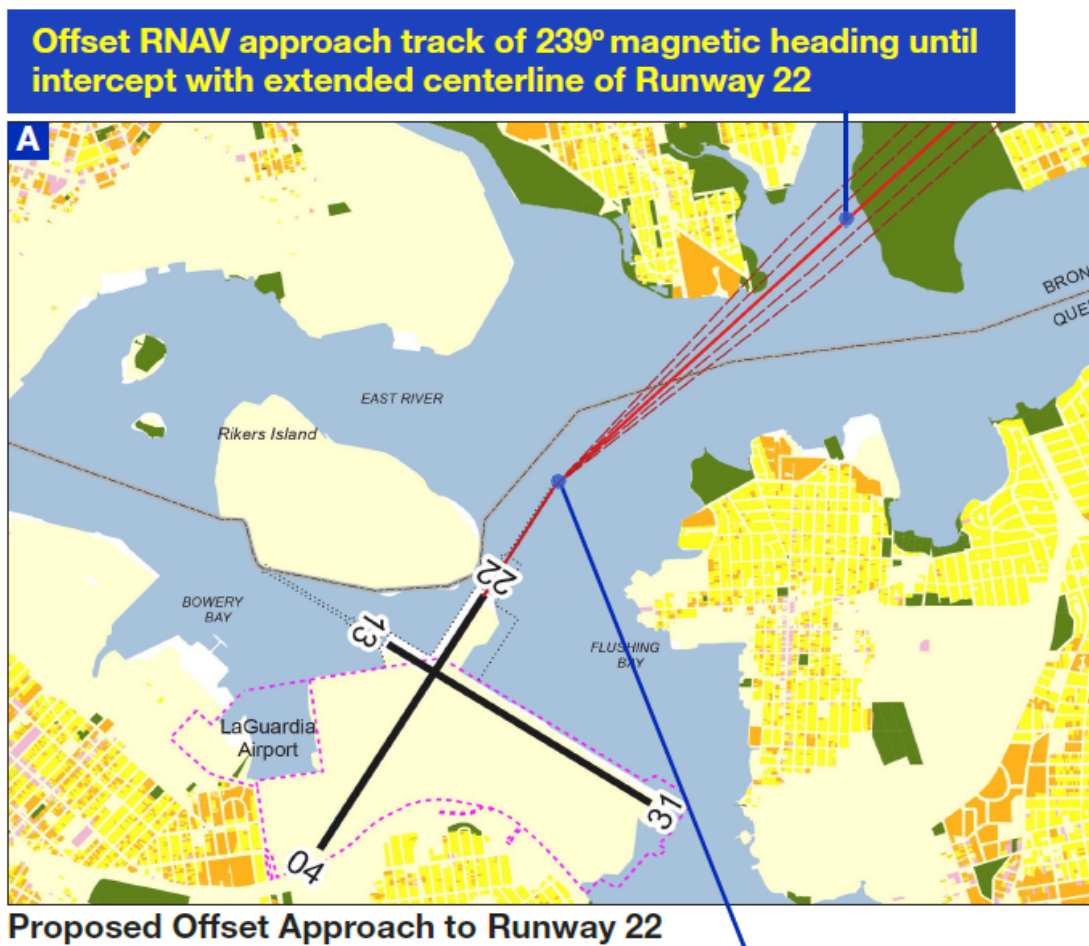 Offset RNAV approach track of 239º magnetic heading until
intercept with extended centerline of Runway 22
A
BRON
QUE
EAST RIVER
Rikers Island
22
BOWERY
BAY
13
FLUSHING
BAY
LaGuardia
Airport
31
04
Proposed Offset Approach to Runway 22